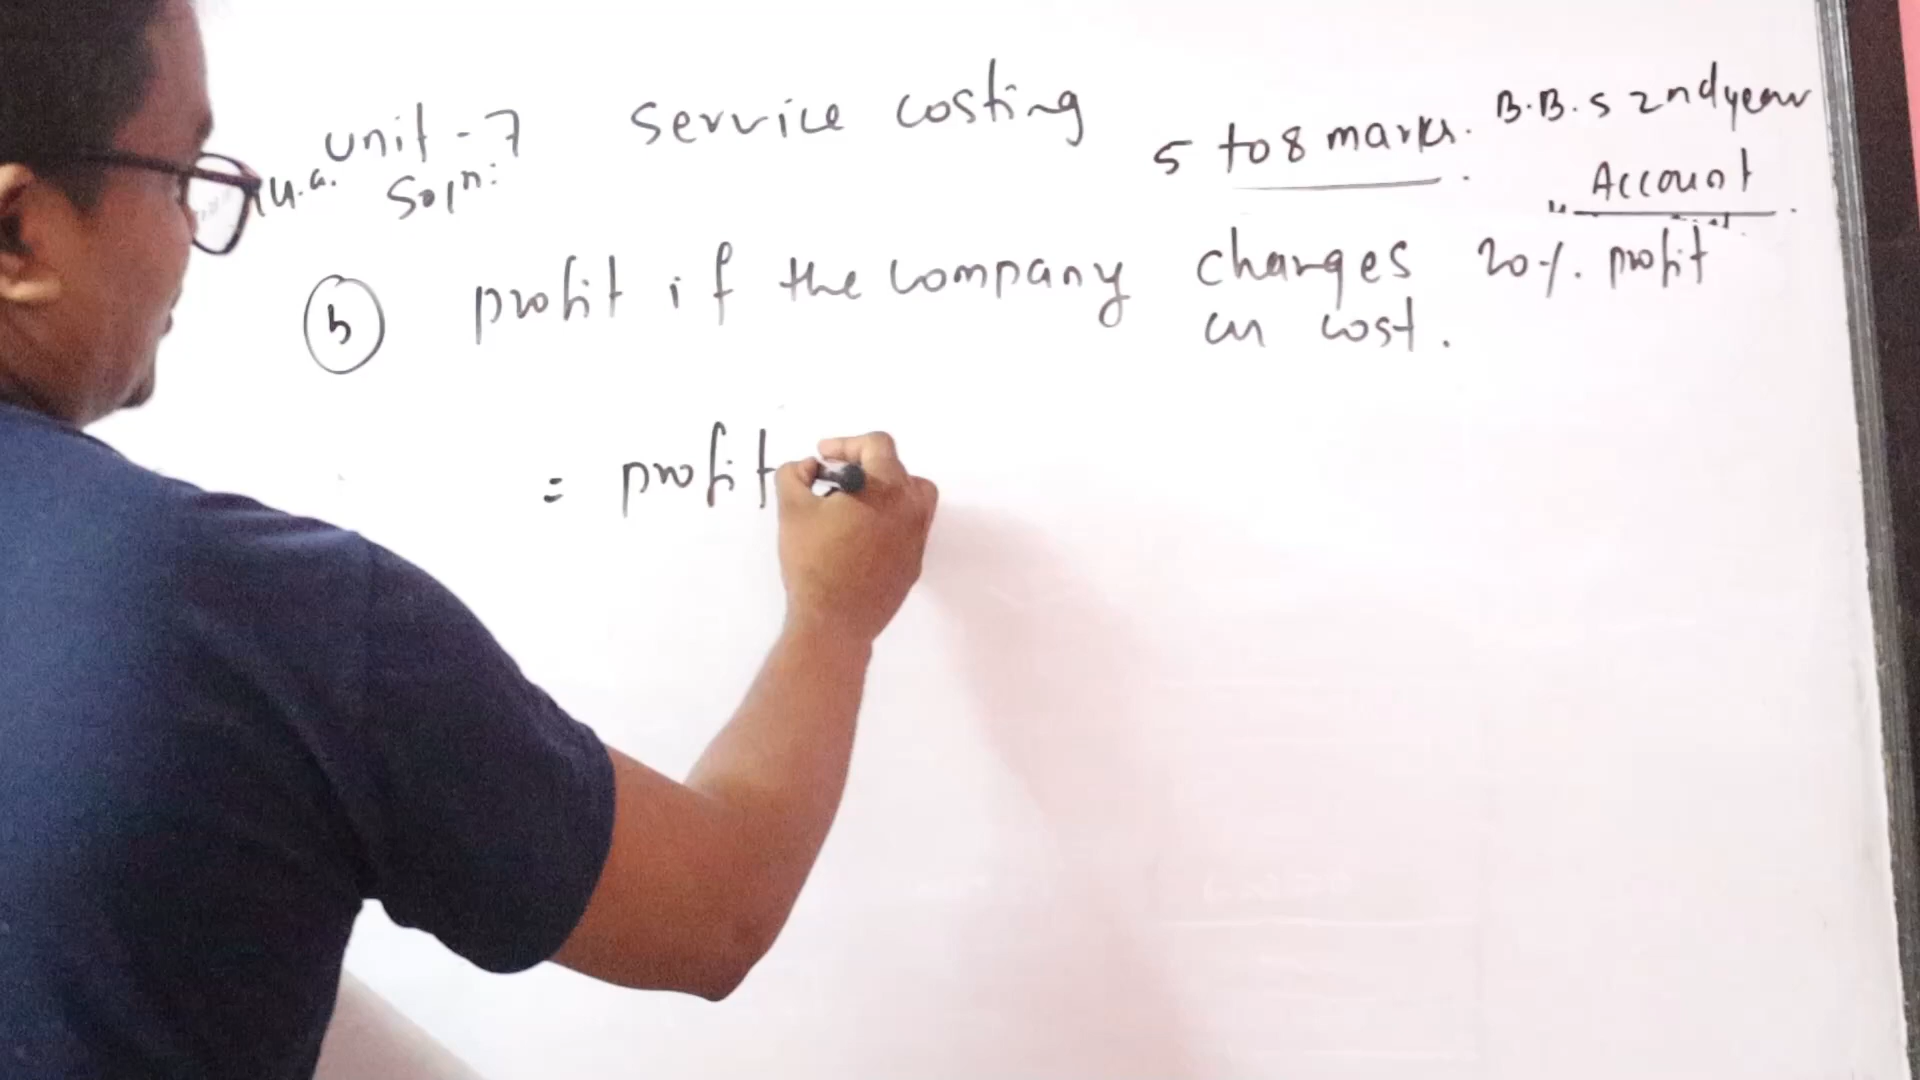 unit - 7 service costing
5 to 8 marks. B.B.S 2nd year
Account
Solⁿ:
(b) profit if the company charges 20%. profit
on cost.
= profit